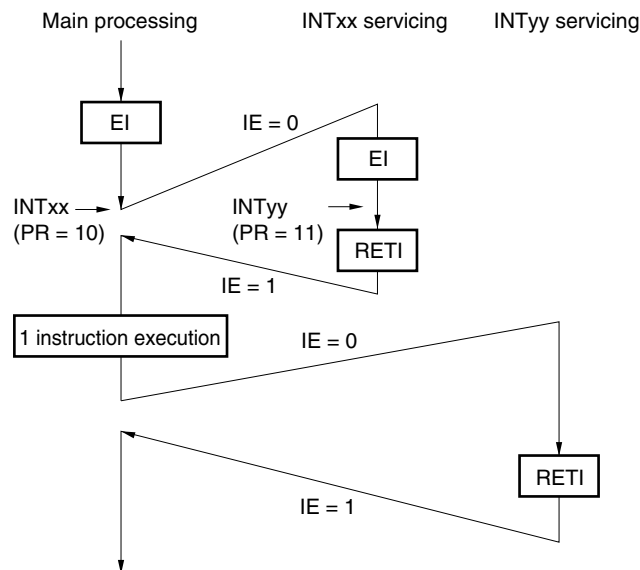 Main processing
INTxx servicing
INTyy servicing
EI
IE = 0
EI
INTxx
(PR = 10)
INTyy
(PR = 11)
RETI
IE = 1
1 instruction execution
IE = 0
RETI
IE = 1